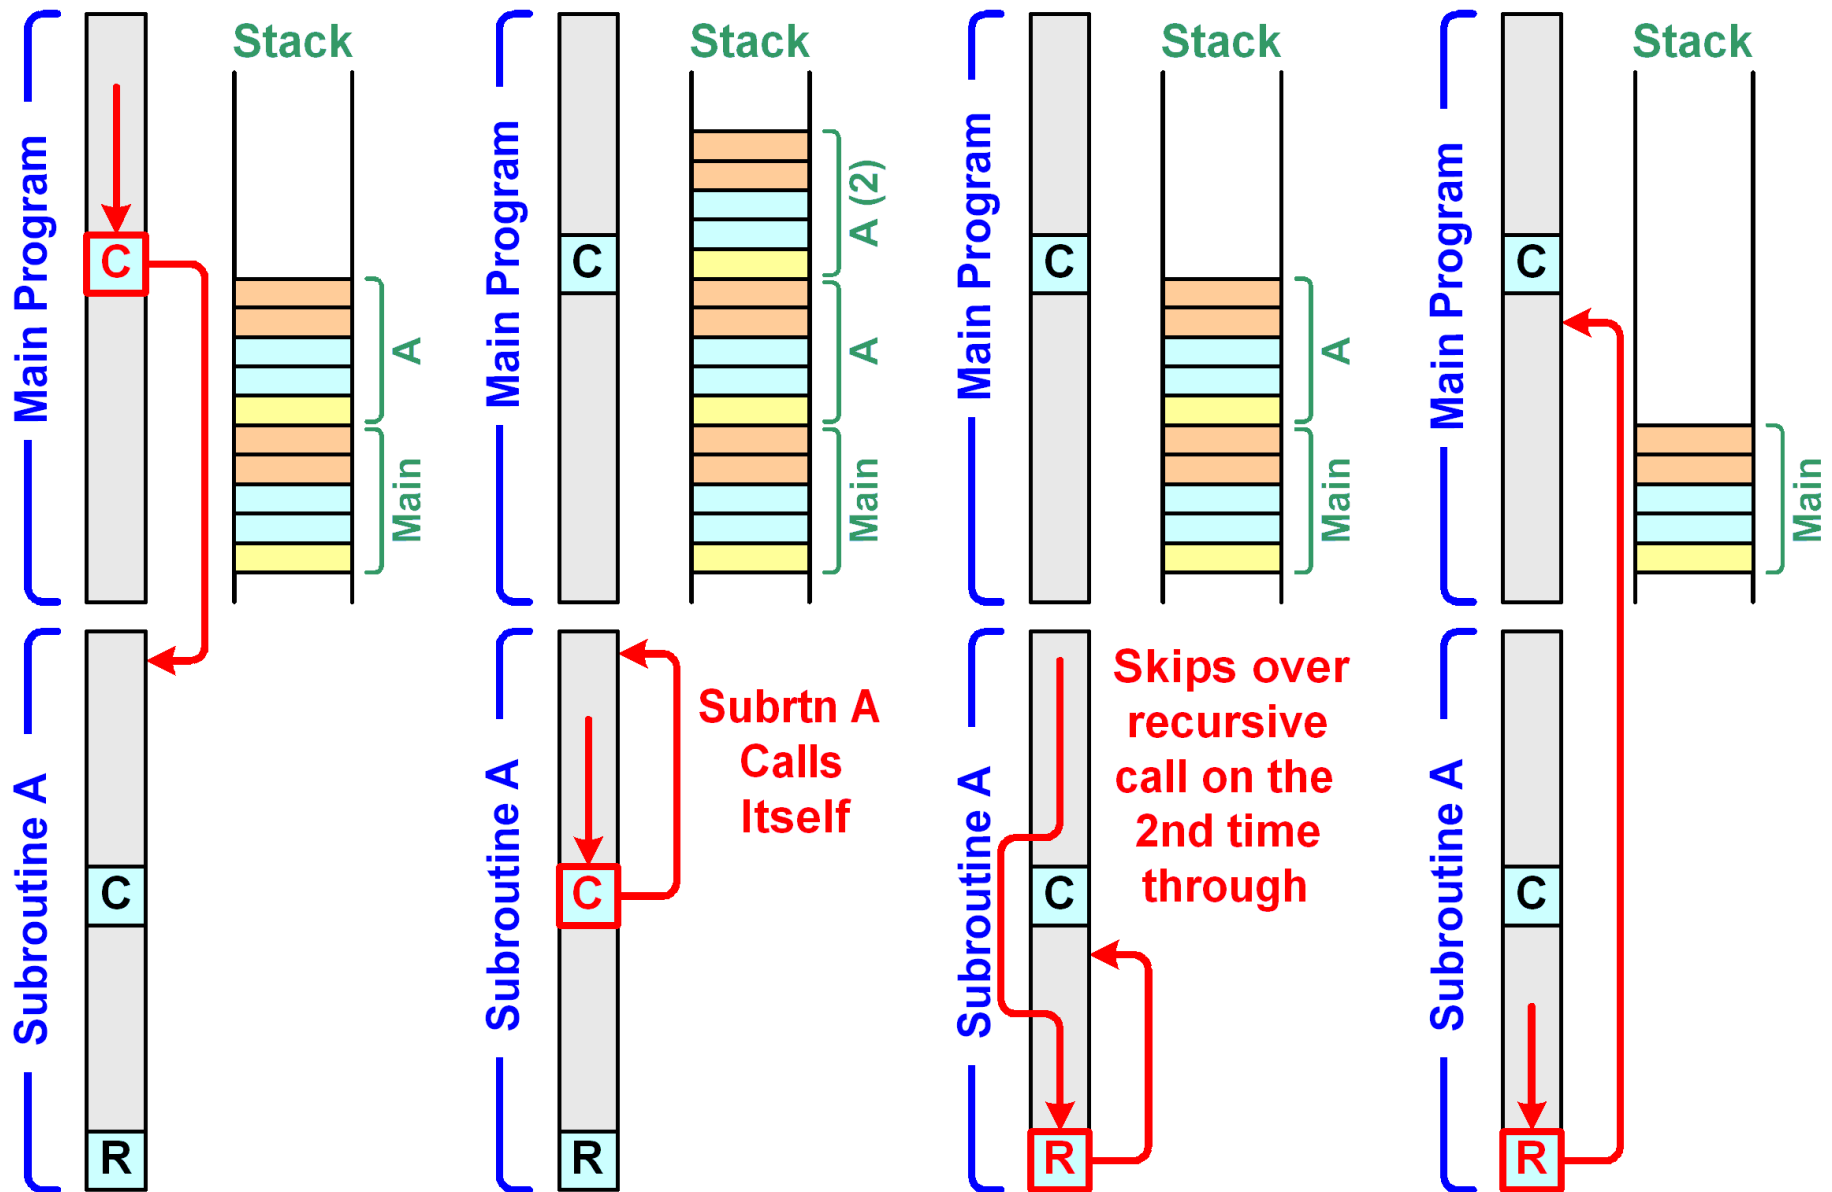 Stack
Main Program
C
A
Main
Subroutine A
C
R
Stack
Main Program
C
A (2)
A
Main
Subroutine A
C
R
Subrtn A
Calls
Itself
Stack
Main Program
C
A
Main
Subroutine A
C
R
Skips over
recursive
call on the
2nd time
through
Stack
Main Program
C
Main
Subroutine A
C
R